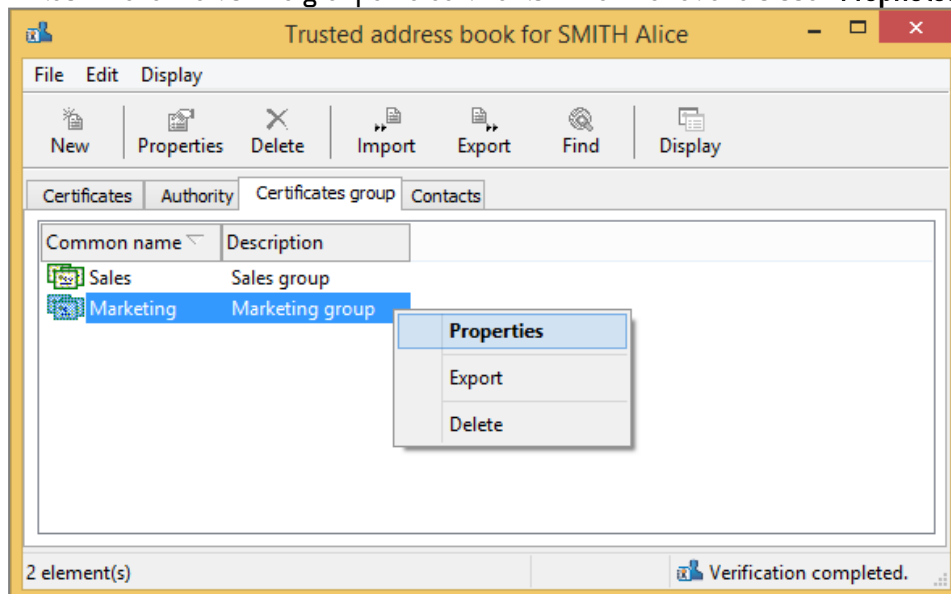 Trusted address book for SMITH Alice
File Edit Display
New Properties Delete Import Export Find Display
Certificates Authority Certificates group Contacts
Common name Description
Sales Sales group
Marketing Marketing group
Properties
Export
Delete
2 element(s) Verification completed.